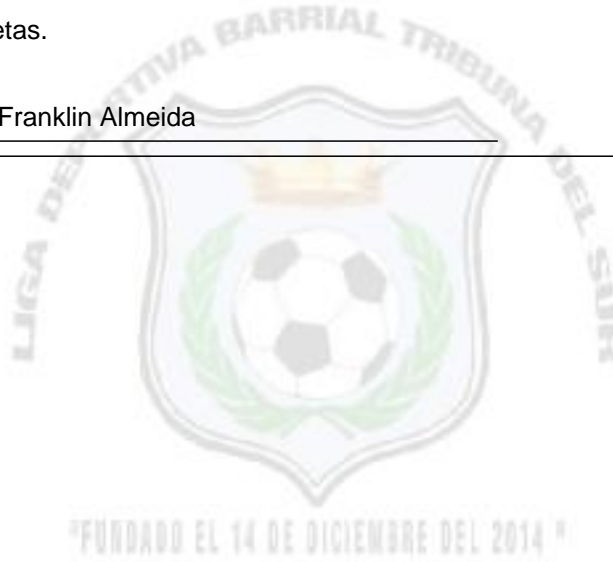 etas.
LIGA DEPORTIVA BARRIAL TRIBUNA DEL SUR
Franklin Almeida
"FUNDADO EL 14 DE DICIEMBRE DEL 2014 "